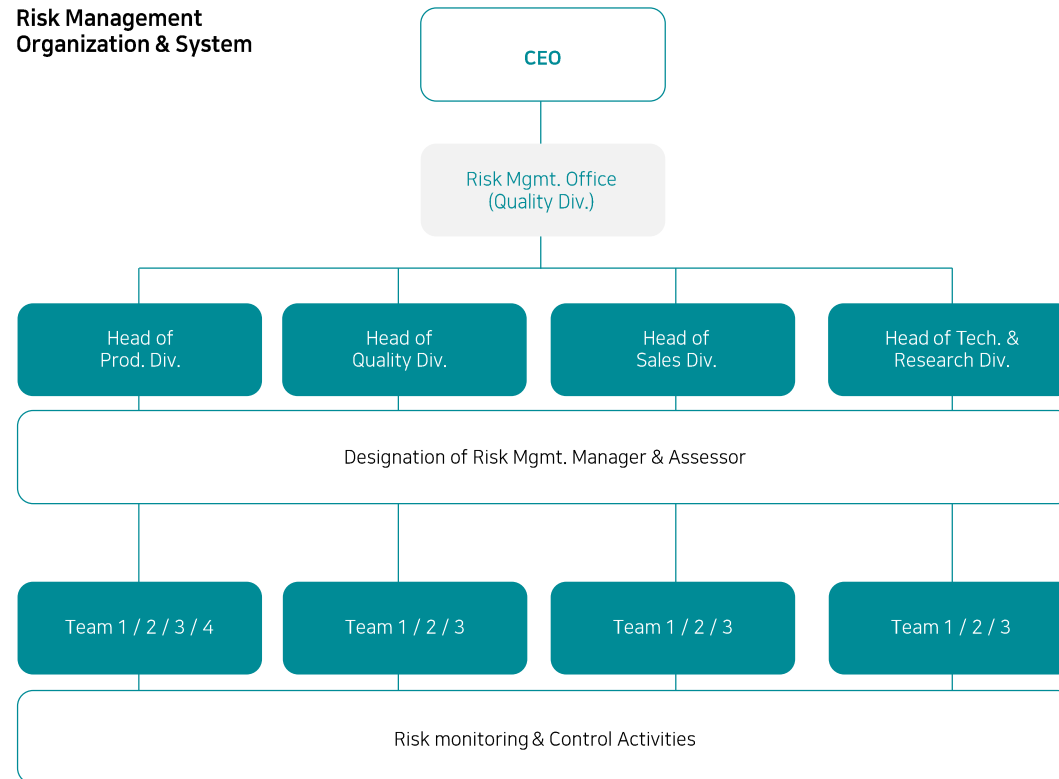 Risk Management
Organization & System
CEO
Risk Mgmt. Office
(Quality Div.)
Head of
Prod. Div.
Head of
Quality Div.
Head of
Sales Div.
Head of Tech. &
Research Div.
Designation of Risk Mgmt. Manager & Assessor
Team 1 / 2 / 3 / 4
Team 1 / 2 / 3
Team 1 / 2 / 3
Team 1 / 2 / 3
Risk monitoring & Control Activities